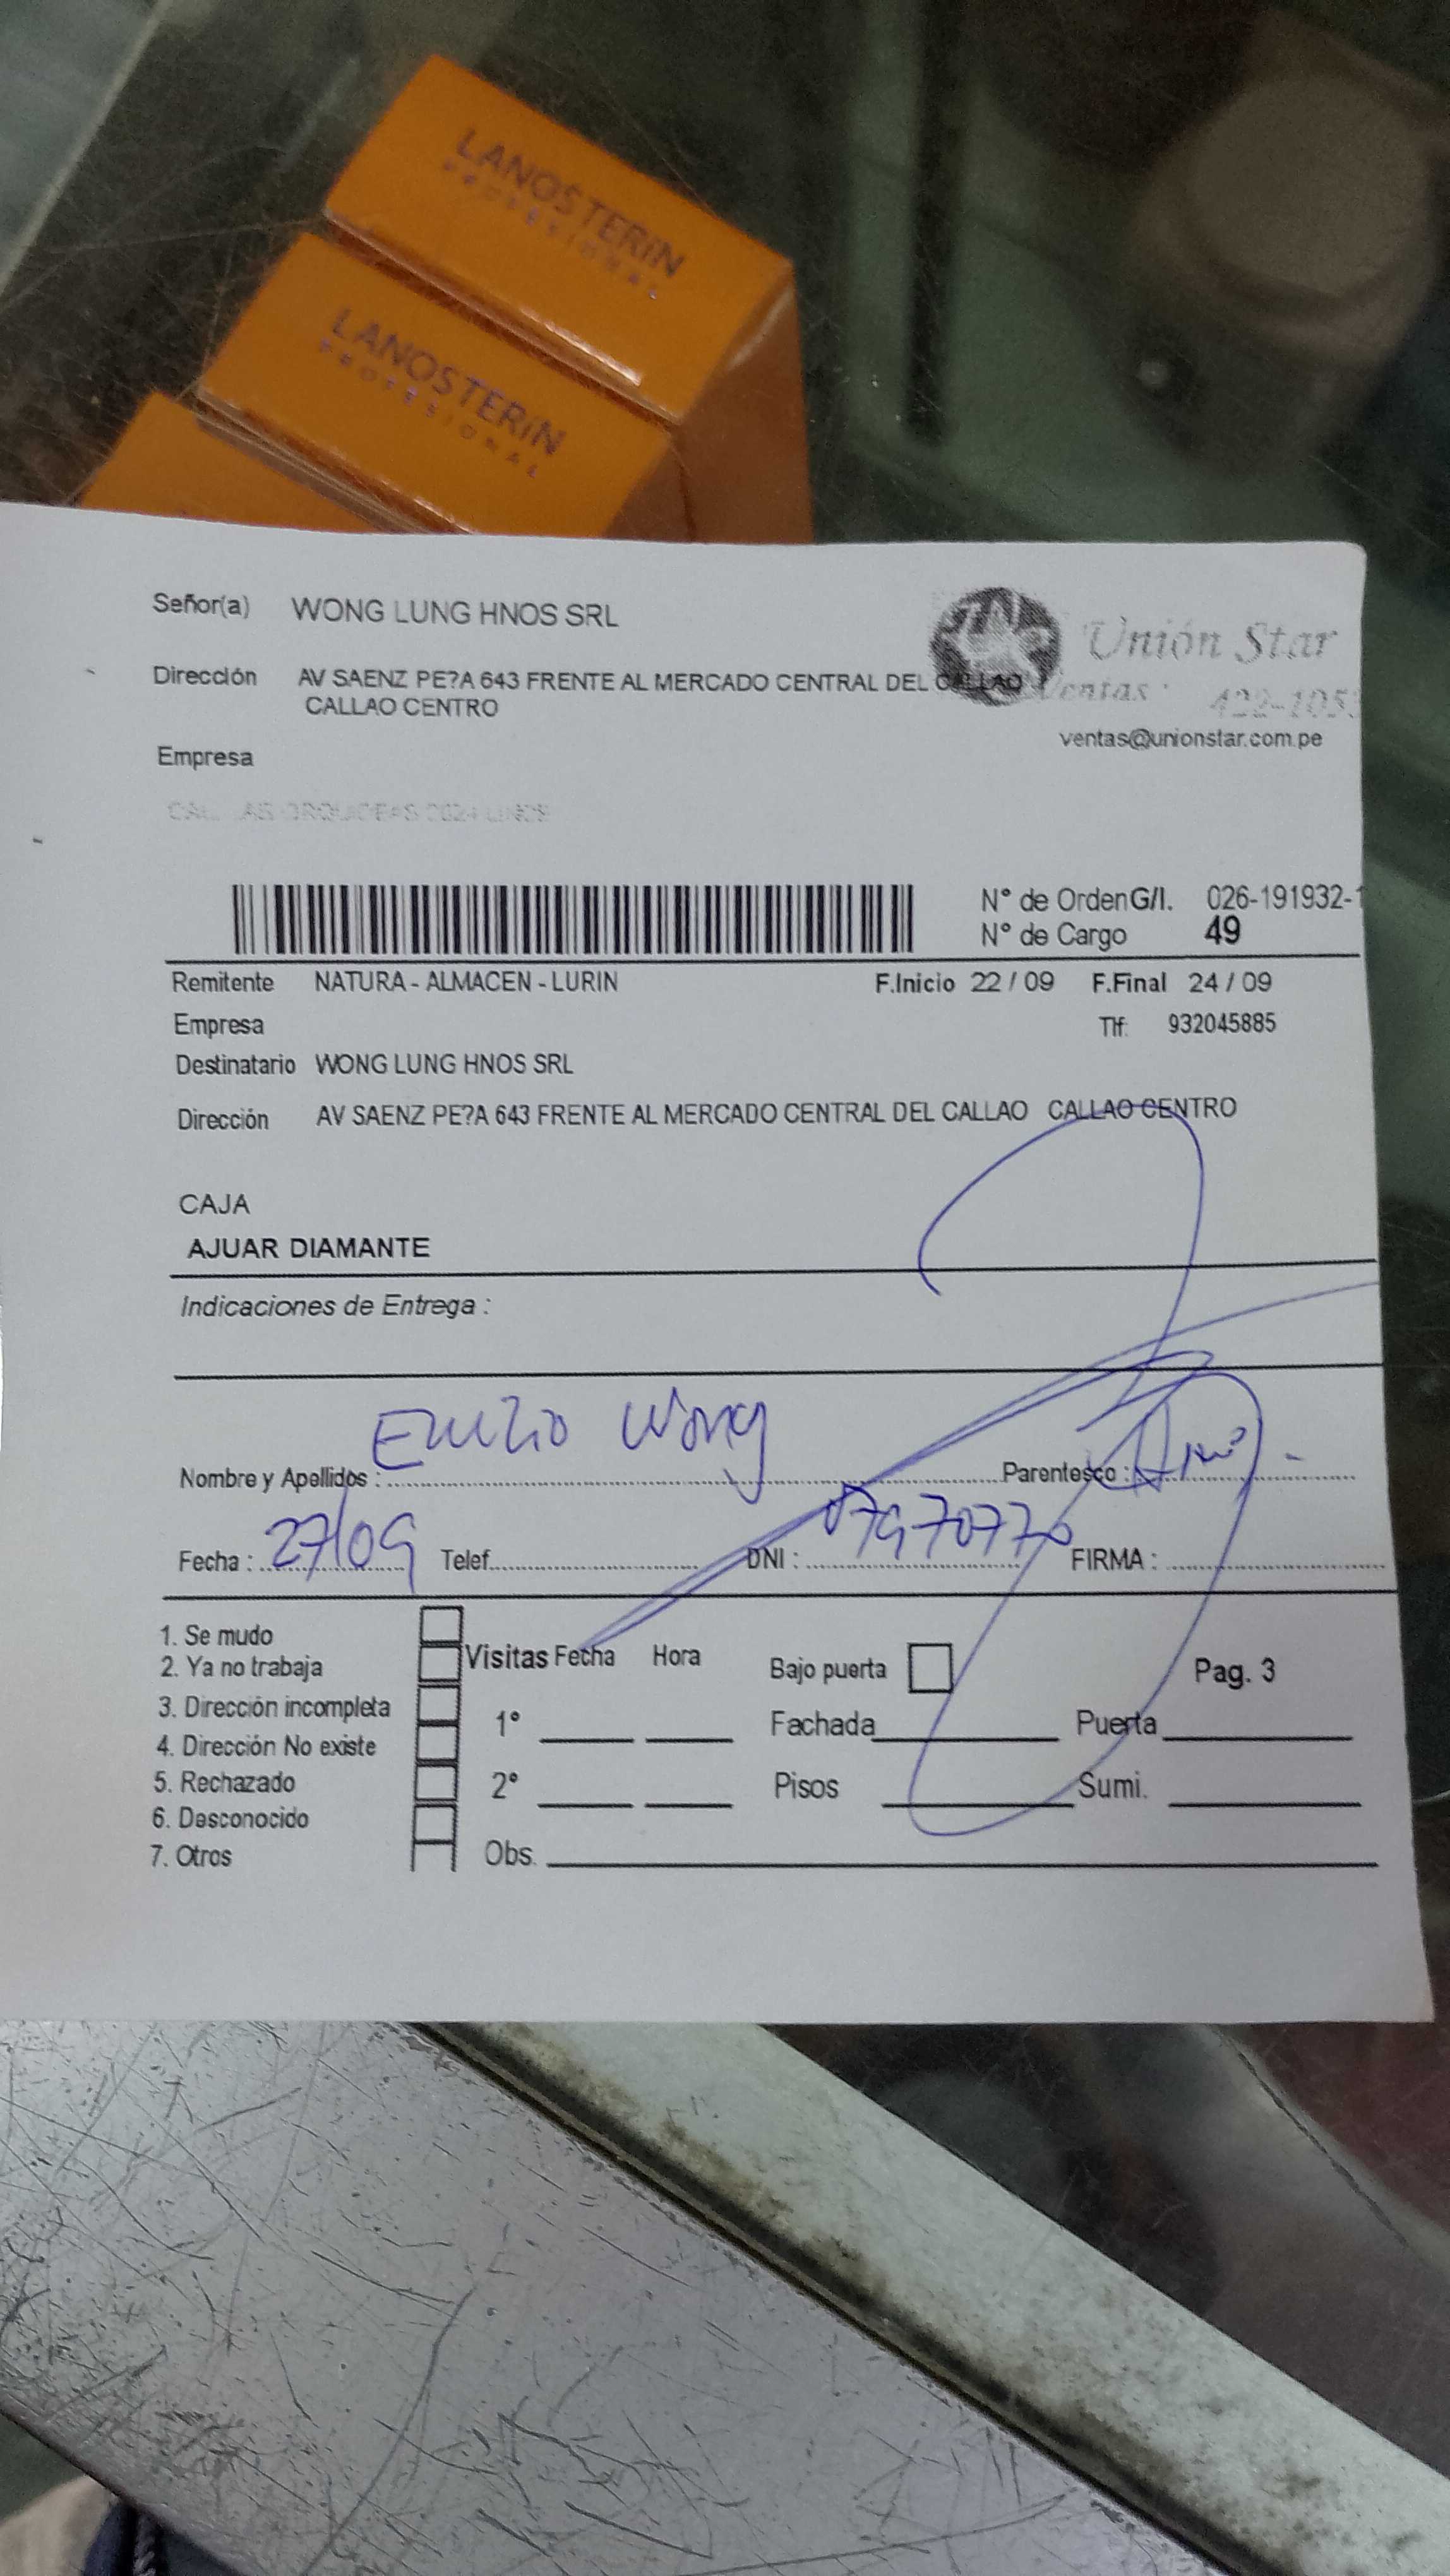 LANOSTERIN
PROFESIONAL
LANOSTERIN
PROFESIONAL
Señor(a) WONG LUNG HNOS SRL
Unión Star
Dirección AV SAENZ PE?A 643 FRENTE AL MERCADO CENTRAL DEL CALLAO
Ventas: 422-1053
CALLAO CENTRO
ventas@unionstar.com.pe
Empresa
N° de Orden G/I. 026-191932-1
N° de Cargo 49
Remitente NATURA - ALMACEN - LURIN F.Inicio 22 / 09 F.Final 24 / 09
Empresa Tlf: 932045885
Destinatario WONG LUNG HNOS SRL
Dirección AV SAENZ PE?A 643 FRENTE AL MERCADO CENTRAL DEL CALLAO CALLAO CENTRO
CAJA
AJUAR DIAMANTE
Indicaciones de Entrega :
Nombre y Apellidos : Emilio Wong Parentesco :
Fecha : 27/09 Telef. DNI : 07970770 FIRMA :
1. Se mudo
2. Ya no trabaja
3. Dirección incompleta
4. Dirección No existe
5. Rechazado
6. Desconocido
7. Otros
Visitas Fecha Hora
1°
2°
Obs.
Bajo puerta Pag. 3
Fachada Puerta
Pisos Sumi.